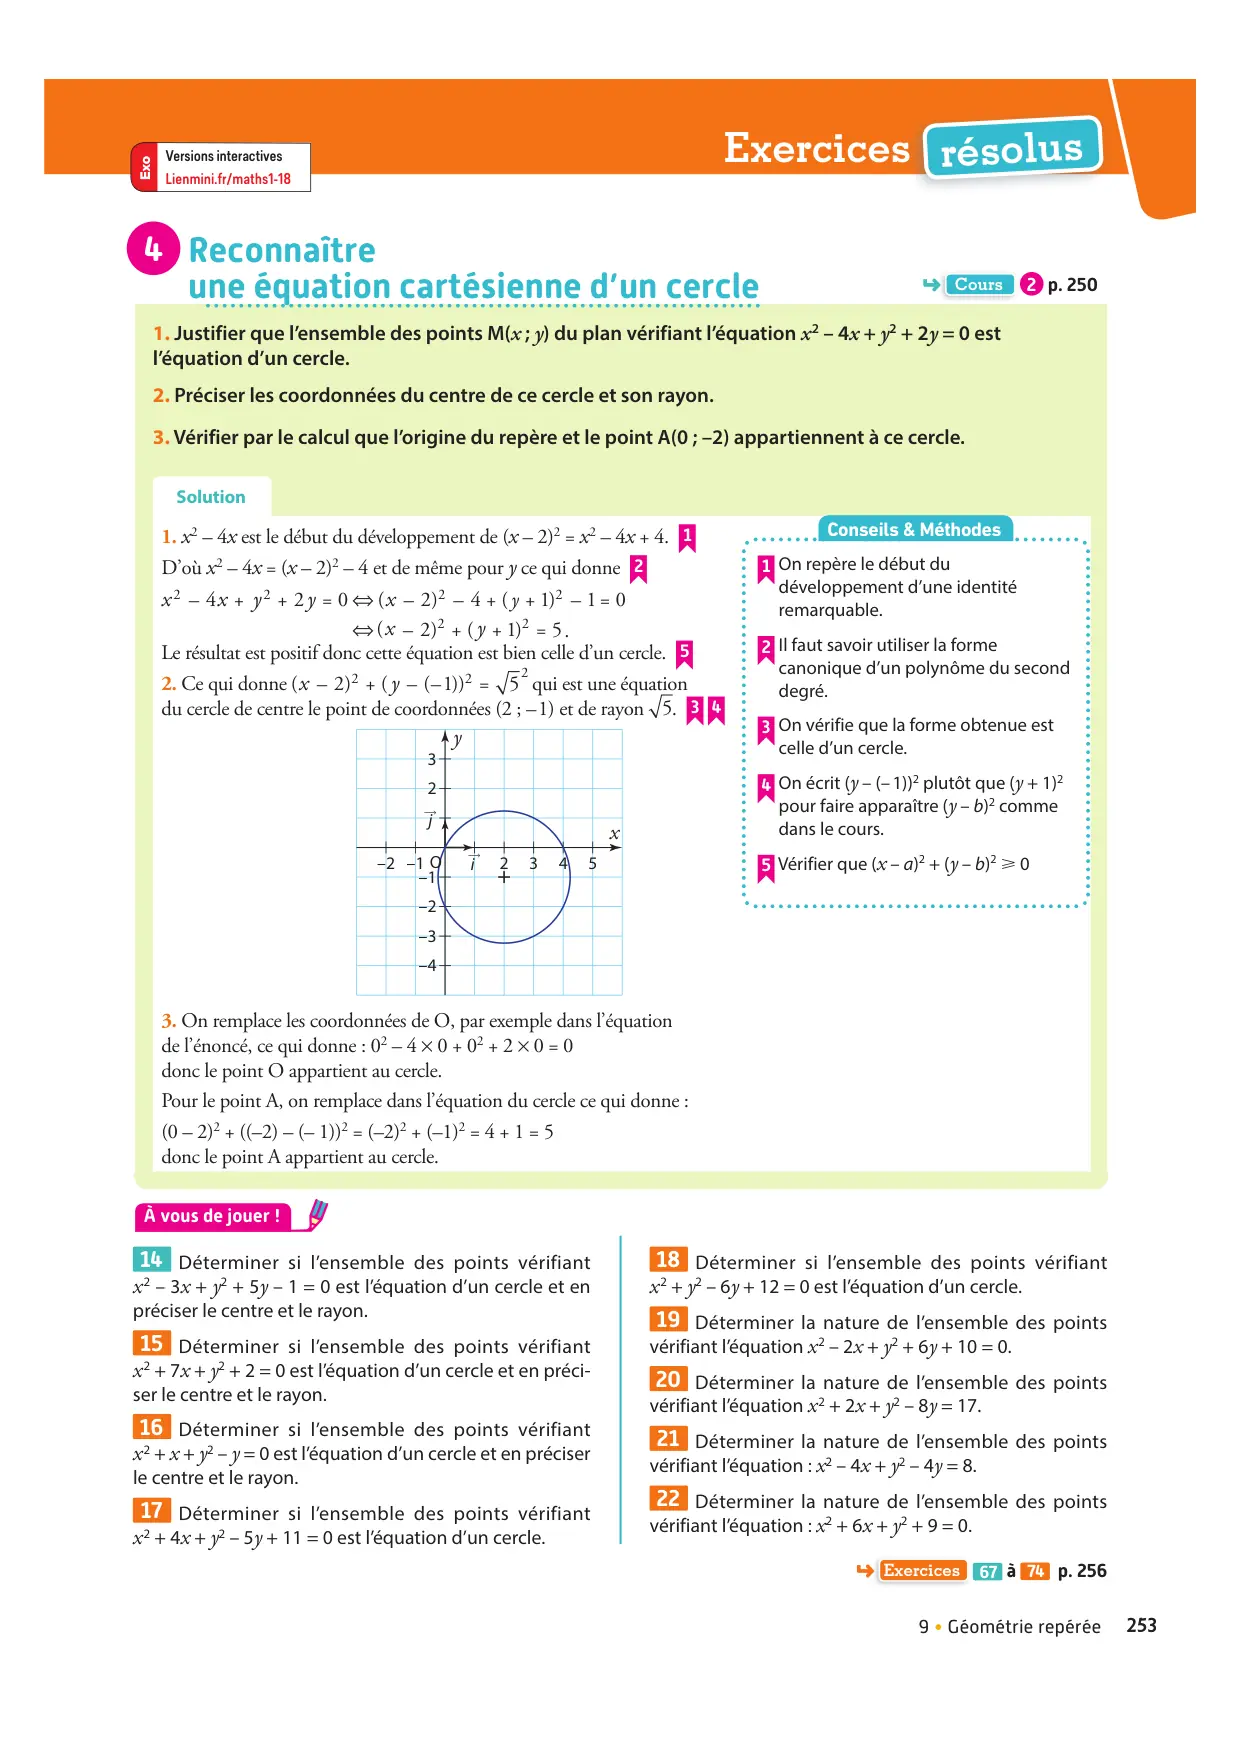 Exercices résolus
Exo
Versions interactives
Lienmini.fr/maths1-18
4 Reconnaître
une équation cartésienne d’un cercle
Cours 2 p. 250
1. Justifier que l’ensemble des points M(x ; y) du plan vérifiant l’équation x² – 4x + y² + 2y = 0 est
l’équation d’un cercle.
2. Préciser les coordonnées du centre de ce cercle et son rayon.
3. Vérifier par le calcul que l’origine du repère et le point A(0 ; –2) appartiennent à ce cercle.
Solution
1. x² – 4x est le début du développement de (x – 2)² = x² – 4x + 4. 1
D’où x² – 4x = (x – 2)² – 4 et de même pour y ce qui donne 2
x² – 4x + y² + 2y = 0 ⇔ (x – 2)² – 4 + (y + 1)² – 1 = 0
⇔ (x – 2)² + (y + 1)² = 5.
Le résultat est positif donc cette équation est bien celle d’un cercle. 5
2. Ce qui donne (x – 2)² + (y – (–1))² = √5² qui est une équation
du cercle de centre le point de coordonnées (2 ; –1) et de rayon √5. 3 4
y
3
2
j
x
–2 –1 O i 2 3 4 5
–1
–2
–3
–4
3. On remplace les coordonnées de O, par exemple dans l’équation
de l’énoncé, ce qui donne : 0² – 4 × 0 + 0² + 2 × 0 = 0
donc le point O appartient au cercle.
Pour le point A, on remplace dans l’équation du cercle ce qui donne :
(0 – 2)² + ((–2) – (– 1))² = (–2)² + (–1)² = 4 + 1 = 5
donc le point A appartient au cercle.
Conseils & Méthodes
1 On repère le début du
développement d’une identité
remarquable.
2 Il faut savoir utiliser la forme
canonique d’un polynôme du second
degré.
3 On vérifie que la forme obtenue est
celle d’un cercle.
4 On écrit (y – (– 1))² plutôt que (y + 1)²
pour faire apparaître (y – b)² comme
dans le cours.
5 Vérifier que (x – a)² + (y – b)² ⩾ 0
À vous de jouer !
14 Déterminer si l’ensemble des points vérifiant
x² – 3x + y² + 5y – 1 = 0 est l’équation d’un cercle et en
préciser le centre et le rayon.
15 Déterminer si l’ensemble des points vérifiant
x² + 7x + y² + 2 = 0 est l’équation d’un cercle et en préci-
ser le centre et le rayon.
16 Déterminer si l’ensemble des points vérifiant
x² + x + y² – y = 0 est l’équation d’un cercle et en préciser
le centre et le rayon.
17 Déterminer si l’ensemble des points vérifiant
x² + 4x + y² – 5y + 11 = 0 est l’équation d’un cercle.
18 Déterminer si l’ensemble des points vérifiant
x² + y² – 6y + 12 = 0 est l’équation d’un cercle.
19 Déterminer la nature de l’ensemble des points
vérifiant l’équation x² – 2x + y² + 6y + 10 = 0.
20 Déterminer la nature de l’ensemble des points
vérifiant l’équation x² + 2x + y² – 8y = 17.
21 Déterminer la nature de l’ensemble des points
vérifiant l’équation : x² – 4x + y² – 4y = 8.
22 Déterminer la nature de l’ensemble des points
vérifiant l’équation : x² + 6x + y² + 9 = 0.
Exercices 67 à 74 p. 256
9 • Géométrie repérée 253